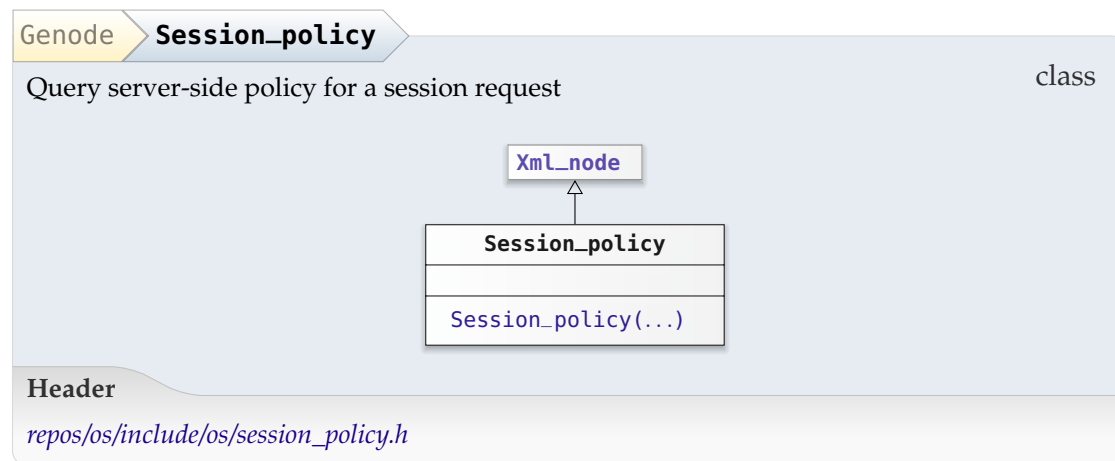 Genode Session_policy
Query server-side policy for a session request
class
Xml_node
Session_policy
Session_policy(...)
Header
repos/os/include/os/session_policy.h